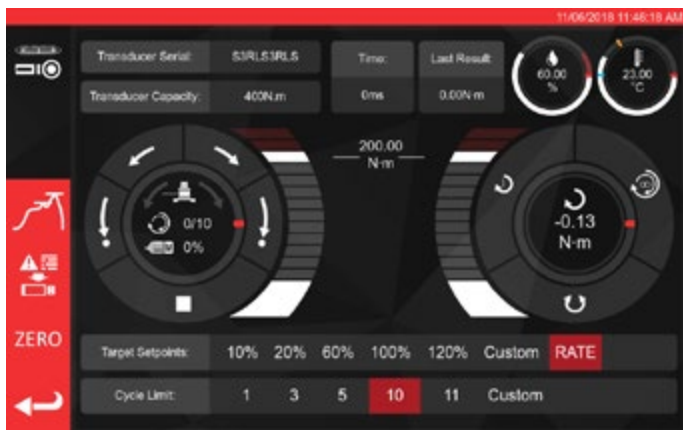 11/06/2018 11:46:18 AM
Transducer Serial: S3RLS3RLS
Time: Last Result:
Transducer Capacity: 400N.m
0ms 0.00N·m
60.00
%
23.00
°C
200.00
N·m
0/10
0%
-0.13
N·m
ZERO
Target Setpoints: 10% 20% 60% 100% 120% Custom RATE
Cycle Limit: 1 3 5 10 11 Custom